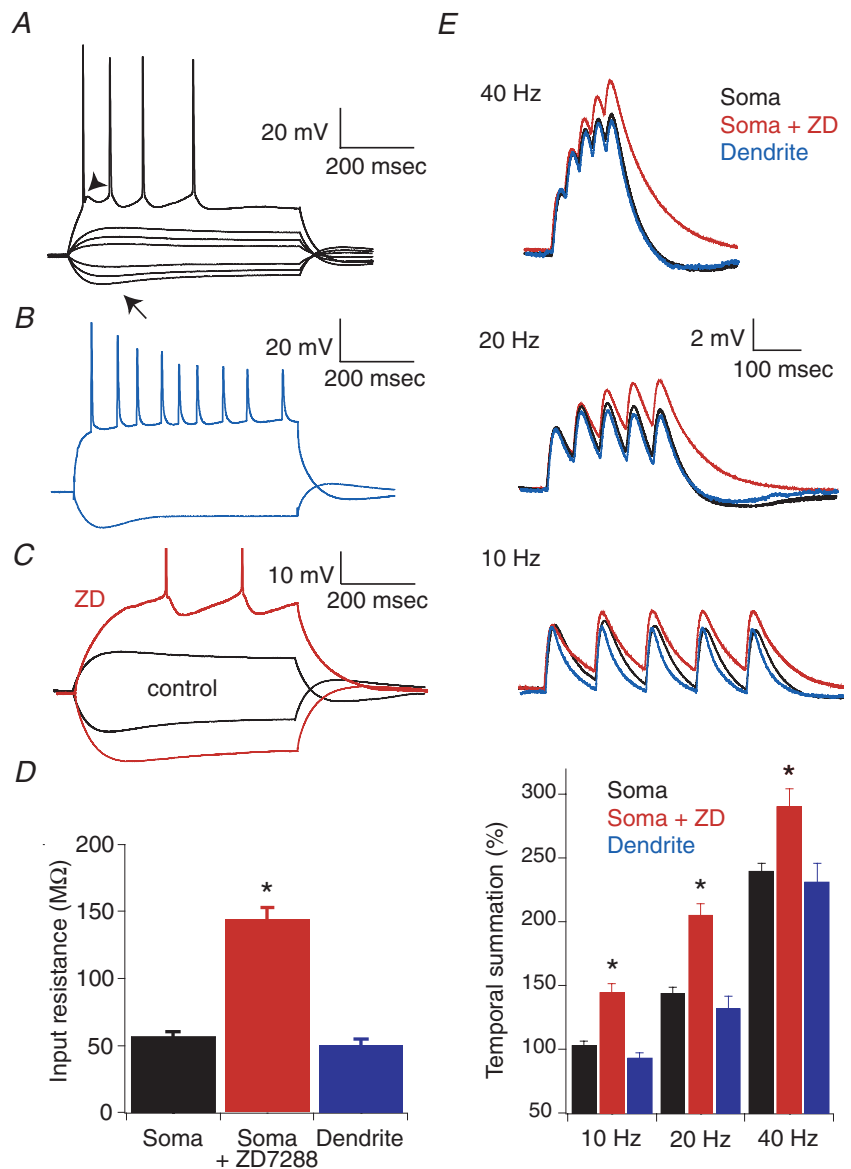 A
20 mV
200 msec
B
20 mV
200 msec
C
ZD
10 mV
200 msec
control
D
Input resistance (MΩ)
200
150
100
50
0
*
Soma
Soma
+ ZD7288
Dendrite
E
40 Hz
Soma
Soma + ZD
Dendrite
20 Hz
2 mV
100 msec
10 Hz
Temporal summation (%)
300
250
200
150
100
50
Soma
Soma + ZD
Dendrite
*
*
*
10 Hz
20 Hz
40 Hz